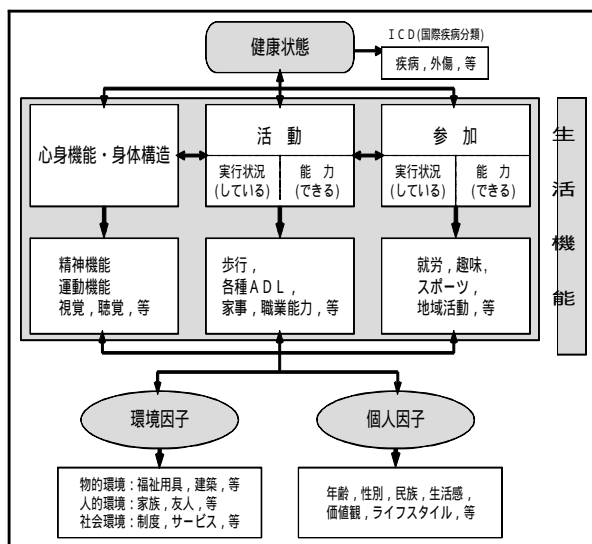 ICD(国際疾病分類)
健康状態
疾病,外傷,等
心身機能・身体構造
活 動
参 加
実行状況
(している)
能 力
(できる)
実行状況
(している)
能 力
(できる)
生活機能
精神機能
運動機能
視覚,聴覚,等
歩行,
各種ADL,
家事,職業能力,等
就労,趣味,
スポーツ,
地域活動,等
環境因子
個人因子
物的環境:福祉用具,建築,等
人的環境:家族,友人,等
社会環境:制度,サービス,等
年齢,性別,民族,生活感,
価値観,ライフスタイル,等